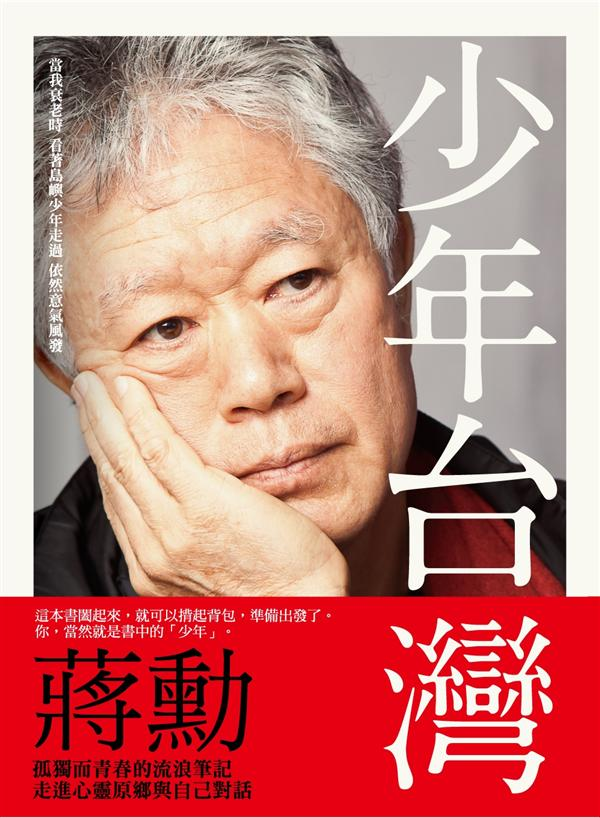 少年台灣
當我衰老時 看著島嶼少年走過 依然意氣風發
這本書闔起來，就可以揹起背包，準備出發了。
你，當然就是書中的「少年」。
蔣勳
孤獨而青春的流浪筆記
走進心靈原鄉與自己對話